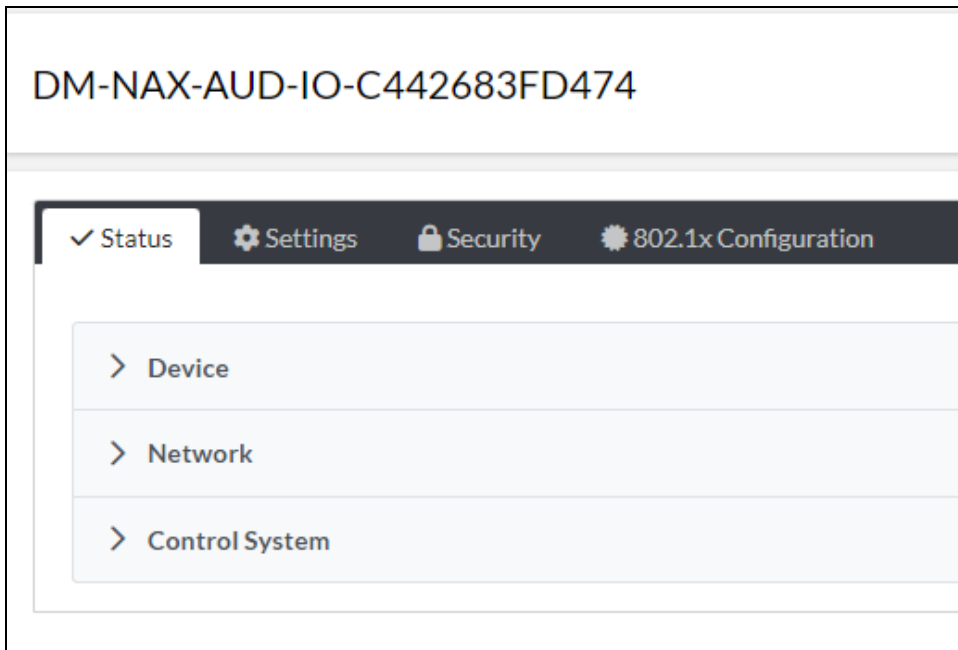 DM-NAX-AUD-IO-C442683FD474
Status Settings Security 802.1x Configuration
Device
Network
Control System